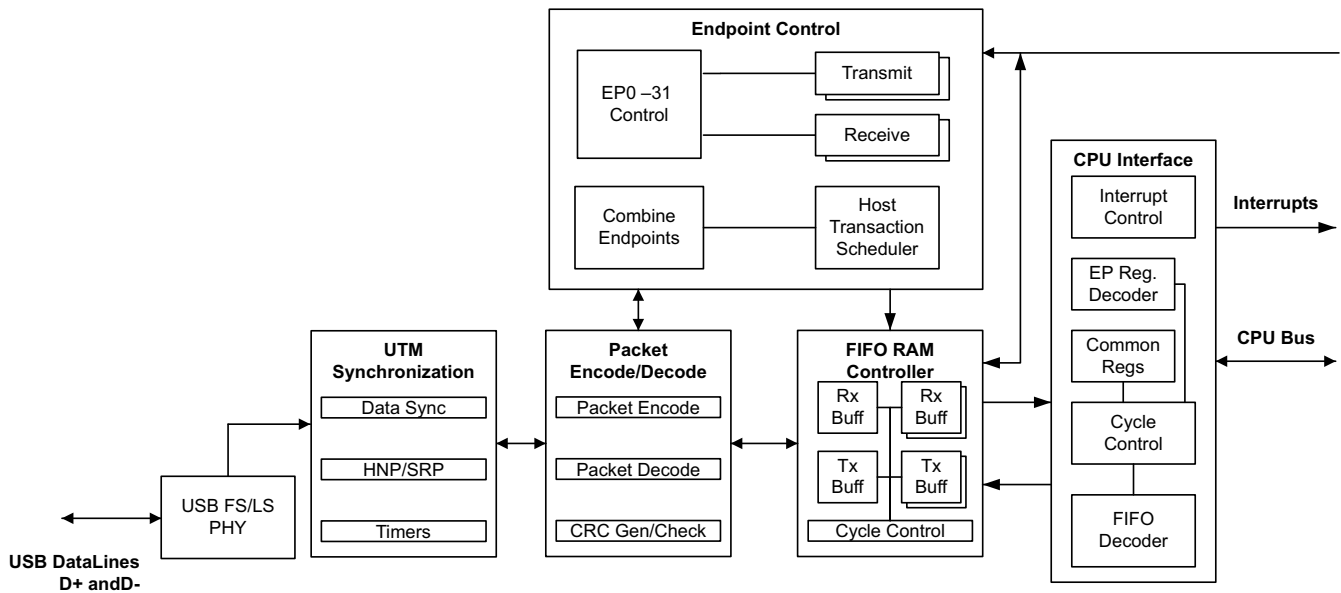 Endpoint Control
EP0 –31
Control
Transmit
Receive
Combine
Endpoints
Host
Transaction
Scheduler
CPU Interface
Interrupt
Control
Interrupts
EP Reg.
Decoder
Common
Regs
CPU Bus
Cycle
Control
FIFO
Decoder
UTM
Synchronization
Data Sync
HNP/SRP
Timers
Packet
Encode/Decode
Packet Encode
Packet Decode
CRC Gen/Check
FIFO RAM
Controller
Rx
Buff
Rx
Buff
Tx
Buff
Tx
Buff
Cycle Control
USB FS/LS
PHY
USB DataLines
D+ andD-